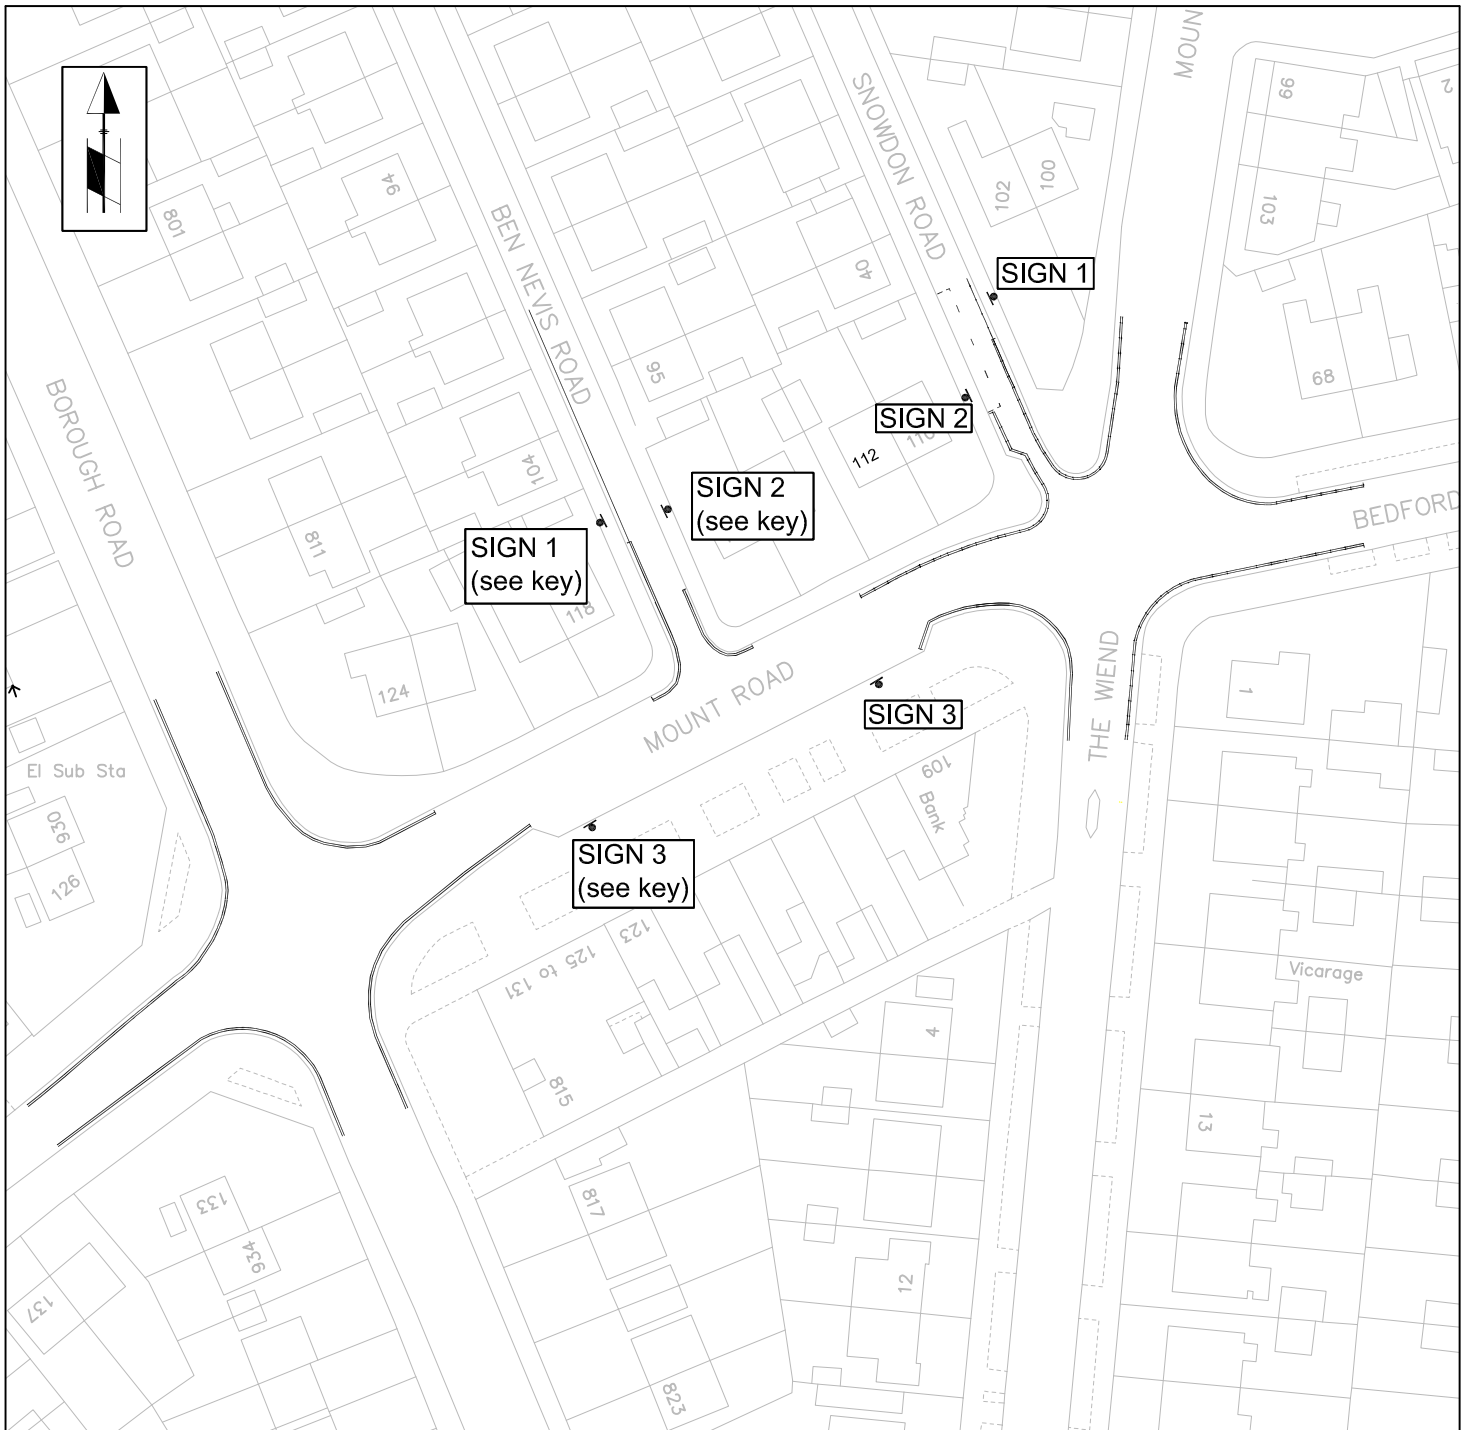 MOUN
99
2
SNOWDON ROAD
94
102
100
801
103
BEN NEVIS ROAD
40
SIGN 1
95
68
BOROUGH ROAD
SIGN 2
110
112
104
SIGN 2
(see key)
BEDFORD
811
SIGN 1
(see key)
118
124
MOUNT ROAD
THE WIEND
1
SIGN 3
El Sub Sta
109
Bank
930
126
SIGN 3
(see key)
123
125 to 131
Vicarage
4
815
13
133
817
934
12
137
823